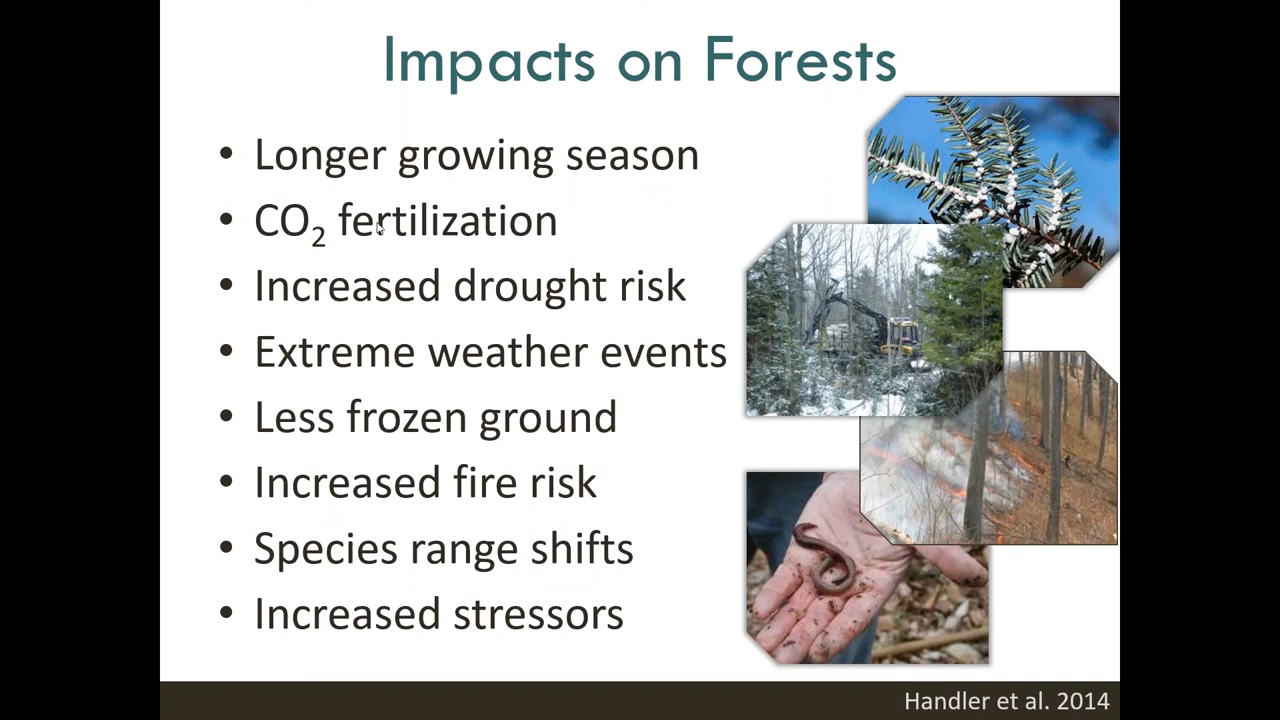 Impacts on Forests
• Longer growing season
• CO₂ fertilization
• Increased drought risk
• Extreme weather events
• Less frozen ground
• Increased fire risk
• Species range shifts
• Increased stressors
Handler et al. 2014